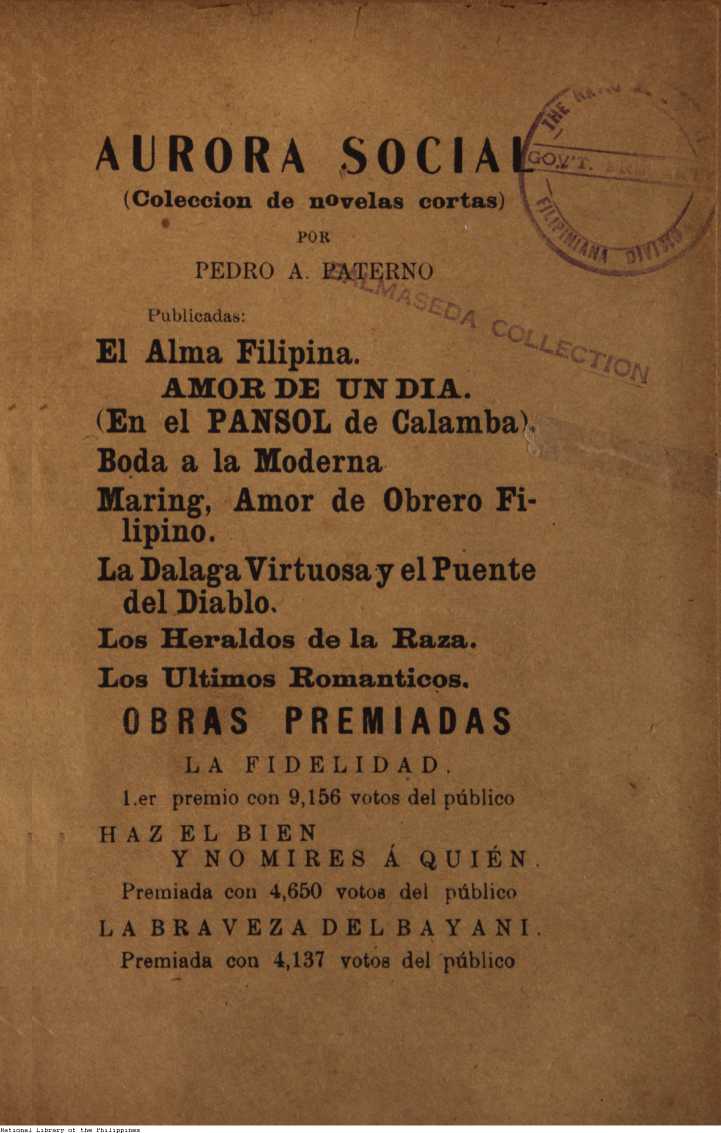 AURORA SOCIAL
(Coleccion de novelas cortas)
POR
PEDRO A. PATERNO
Publicadas:
El Alma Filipina.
AMOR DE UN DIA.
(En el PANSOL de Calamba).
Boda a la Moderna
Maring, Amor de Obrero Fi-
lipino.
La Dalaga Virtuosa y el Puente
del Diablo.
Los Heraldos de la Raza.
Los Ultimos Romanticos.
OBRAS PREMIADAS
LA FIDELIDAD.
1.er premio con 9,156 votos del público
HAZ EL BIEN
Y NO MIRES Á QUIÉN.
Premiada con 4,650 votos del público
LA BRAVEZA DEL BAYANI.
Premiada con 4,137 votos del público
THE
GOV'T.
FILIPINIANA DIVISIO
COLLECTION
National Library of the Philippines